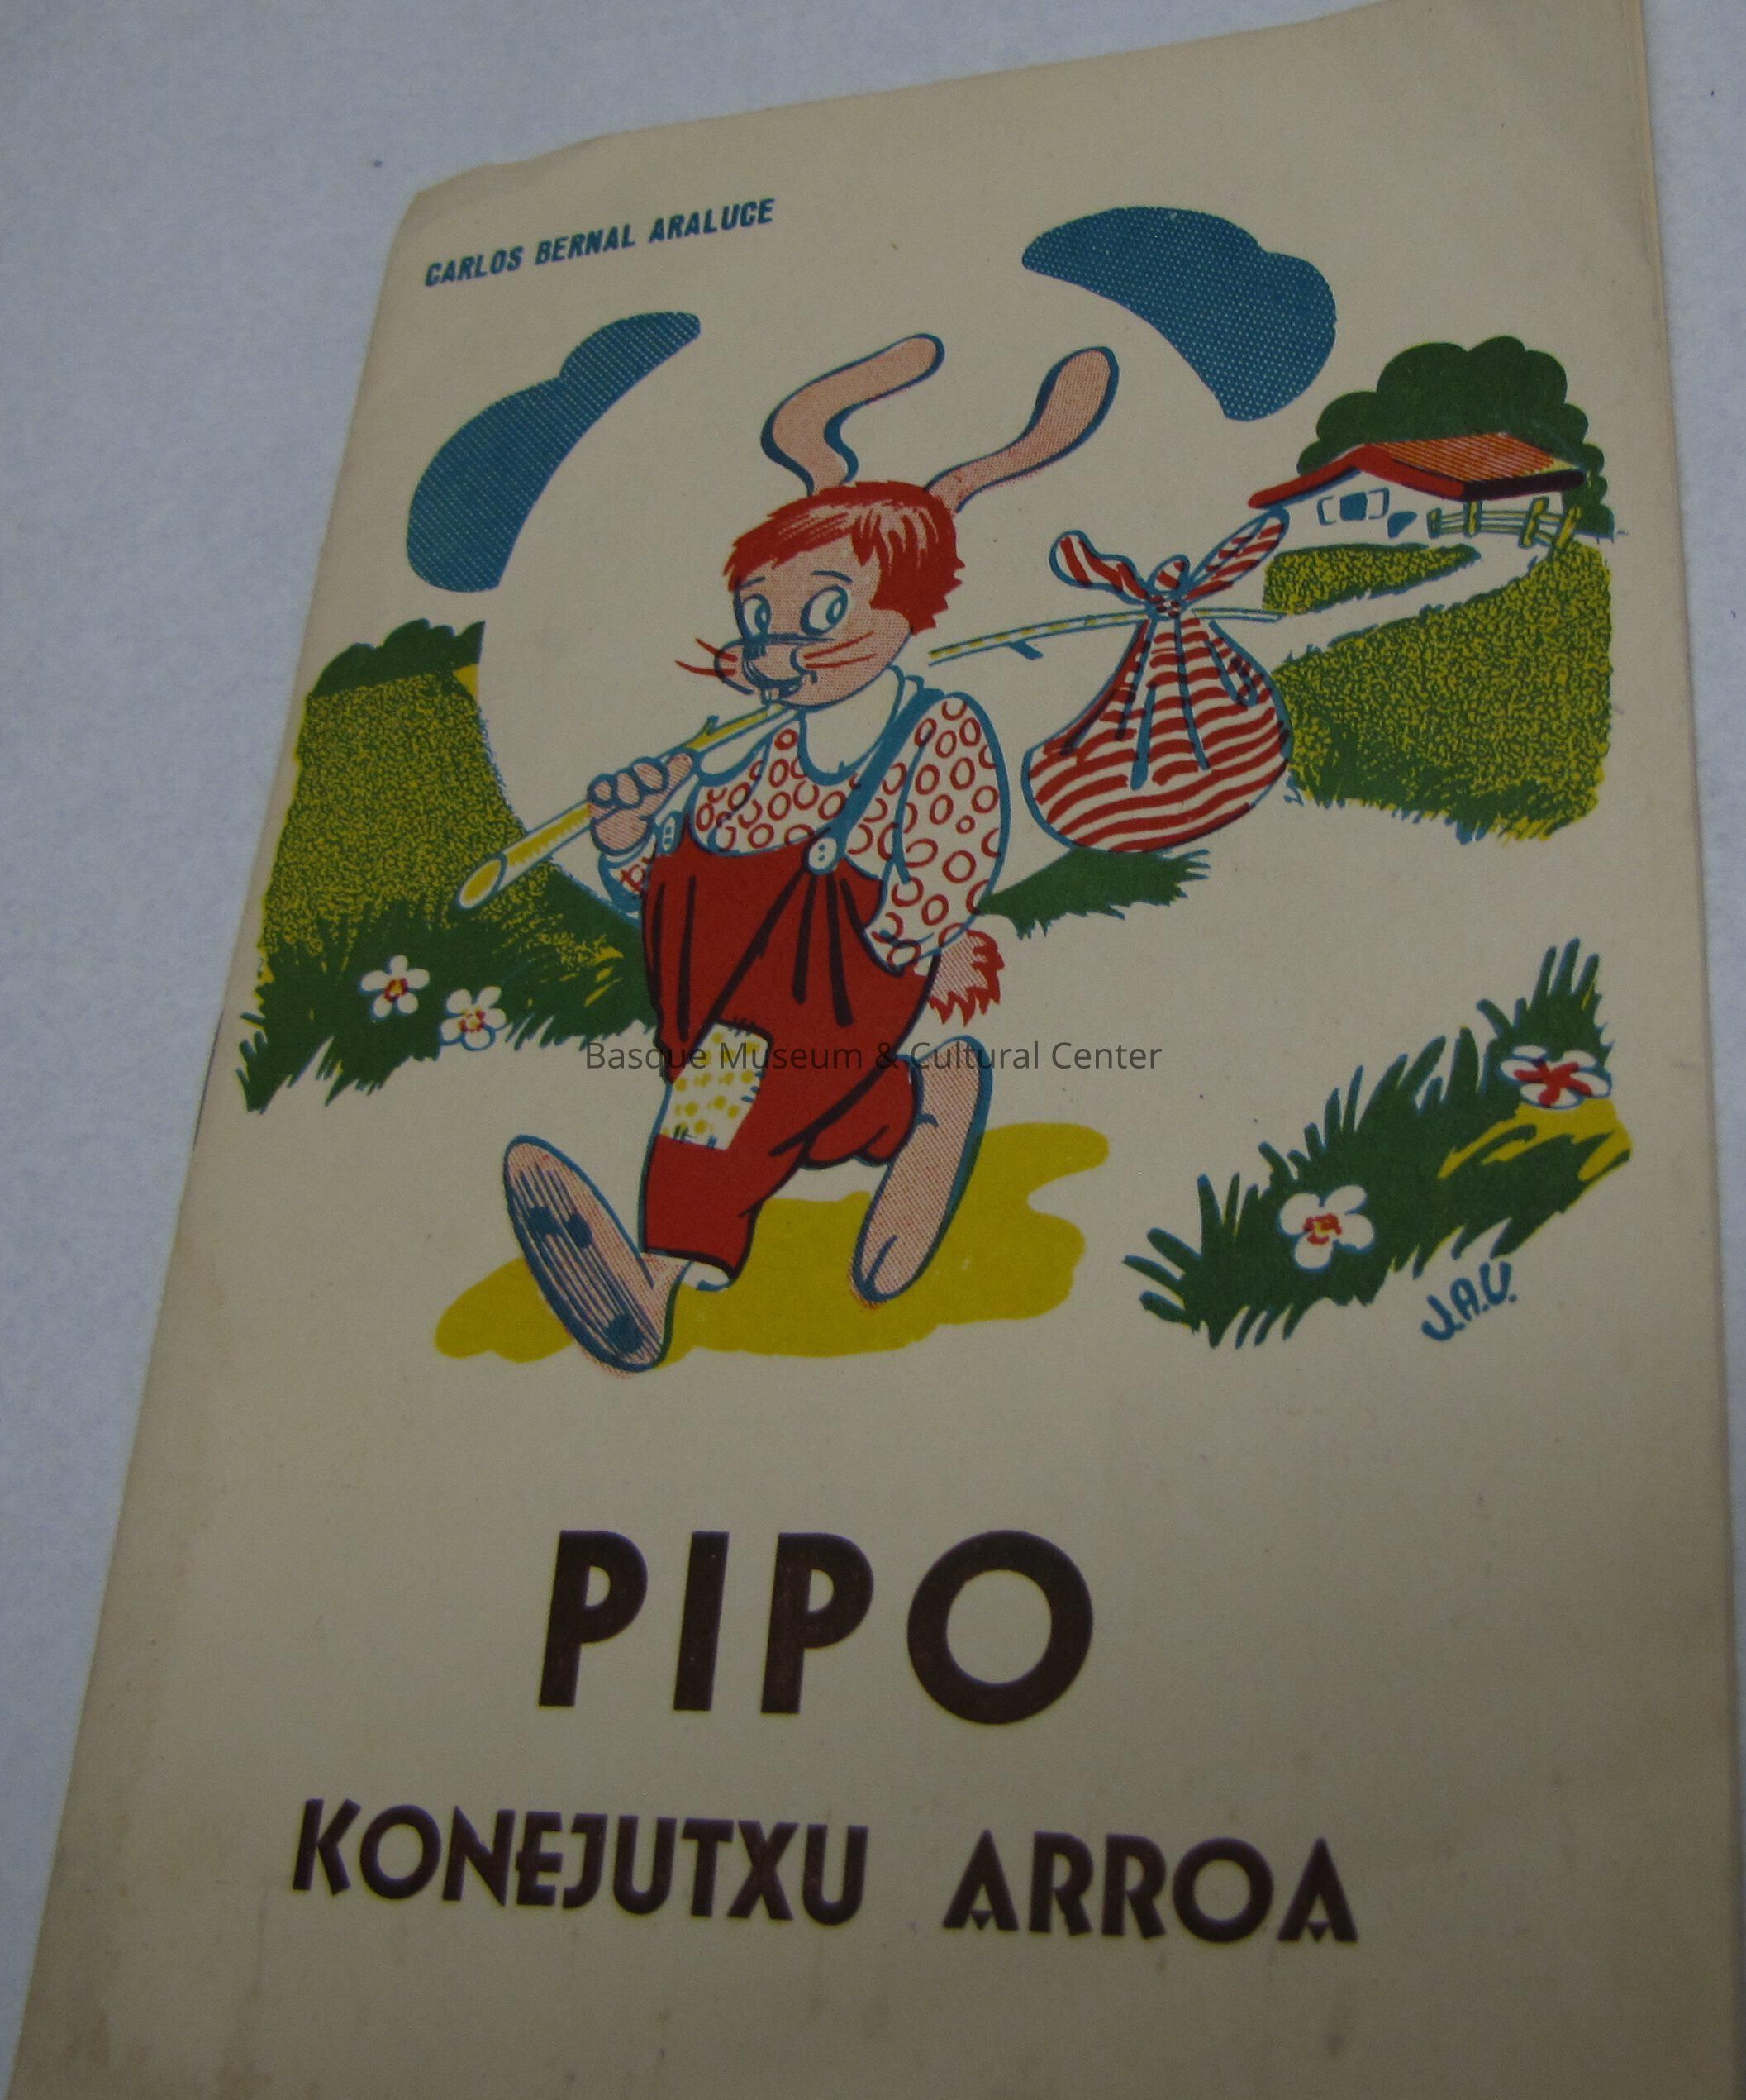 CARLOS BERNAL ARALUCE
Basque Museum & Cultural Center
J.A.U.
PIPO
KONEJUTXU ARROA